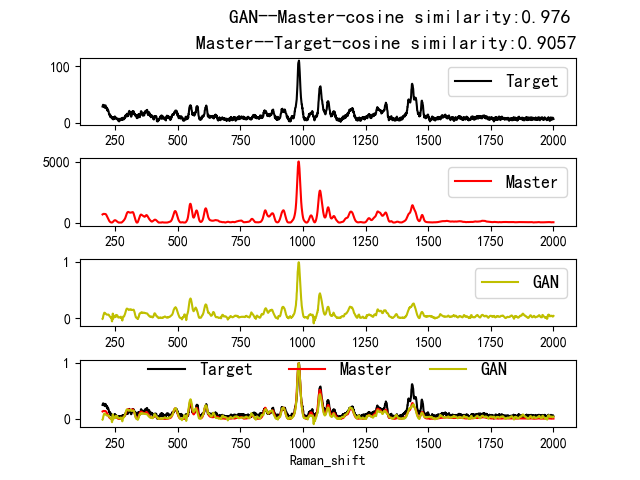 GAN--Master-cosine similarity:0.976
Master--Target-cosine similarity:0.9057
100
0
Target
250 500 750 1000 1250 1500 1750 2000
5000
0
Master
250 500 750 1000 1250 1500 1750 2000
1
0
GAN
250 500 750 1000 1250 1500 1750 2000
1
0
Target Master GAN
250 500 750 1000 1250 1500 1750 2000
Raman_shift